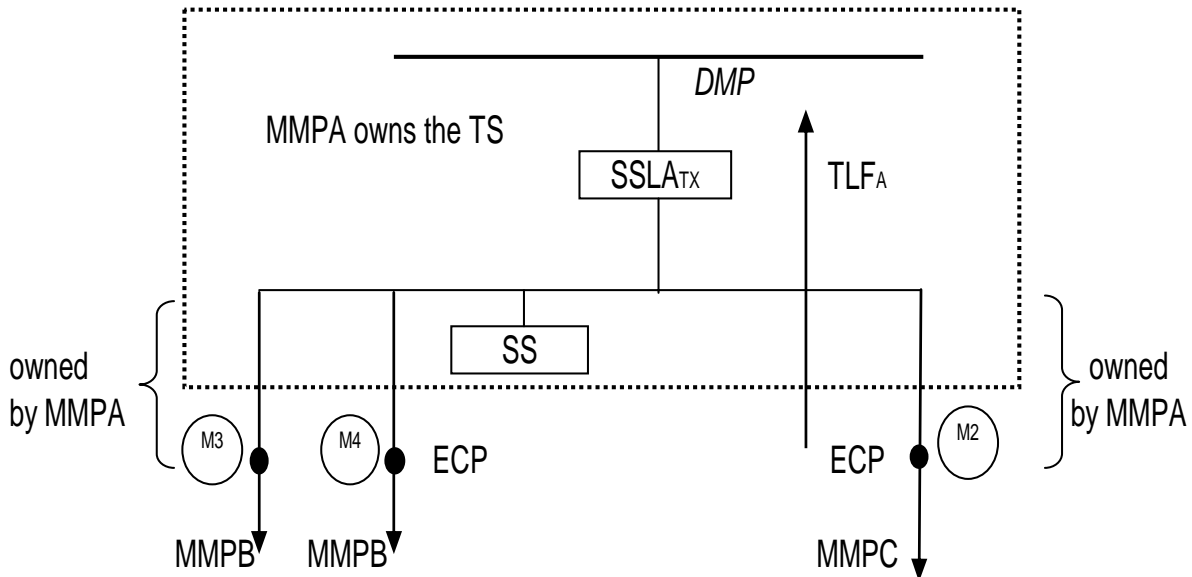 DMP
MMPA owns the TS
SSLATX
TLFA
SS
owned
by MMPA
owned
by MMPA
M3
M4
ECP
ECP
M2
MMPB
MMPB
MMPC